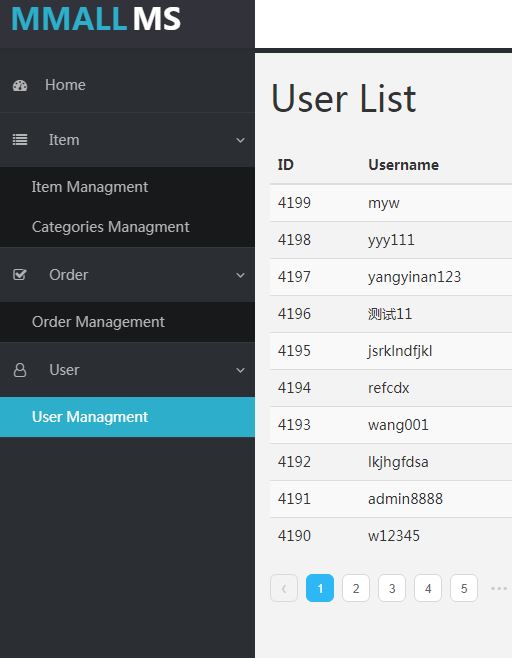 MMALL MS
Home
Item
Item Managment
Categories Managment
Order
Order Management
User
User Managment
User List
ID Username
4199 myw
4198 yyy111
4197 yangyinan123
4196 测试11
4195 jsrklndfjkl
4194 refcdx
4193 wang001
4192 lkjhgfdsa
4191 admin8888
4190 w12345
‹ 1 2 3 4 5 •••